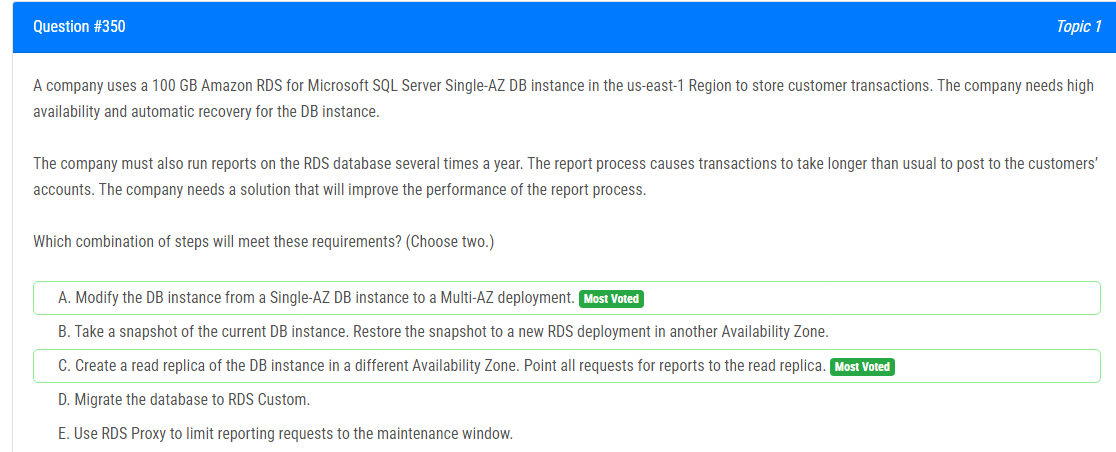 Question #350
Topic 1
A company uses a 100 GB Amazon RDS for Microsoft SQL Server Single-AZ DB instance in the us-east-1 Region to store customer transactions. The company needs high
availability and automatic recovery for the DB instance.
The company must also run reports on the RDS database several times a year. The report process causes transactions to take longer than usual to post to the customers’
accounts. The company needs a solution that will improve the performance of the report process.
Which combination of steps will meet these requirements? (Choose two.)
A. Modify the DB instance from a Single-AZ DB instance to a Multi-AZ deployment. Most Voted
B. Take a snapshot of the current DB instance. Restore the snapshot to a new RDS deployment in another Availability Zone.
C. Create a read replica of the DB instance in a different Availability Zone. Point all requests for reports to the read replica. Most Voted
D. Migrate the database to RDS Custom.
E. Use RDS Proxy to limit reporting requests to the maintenance window.